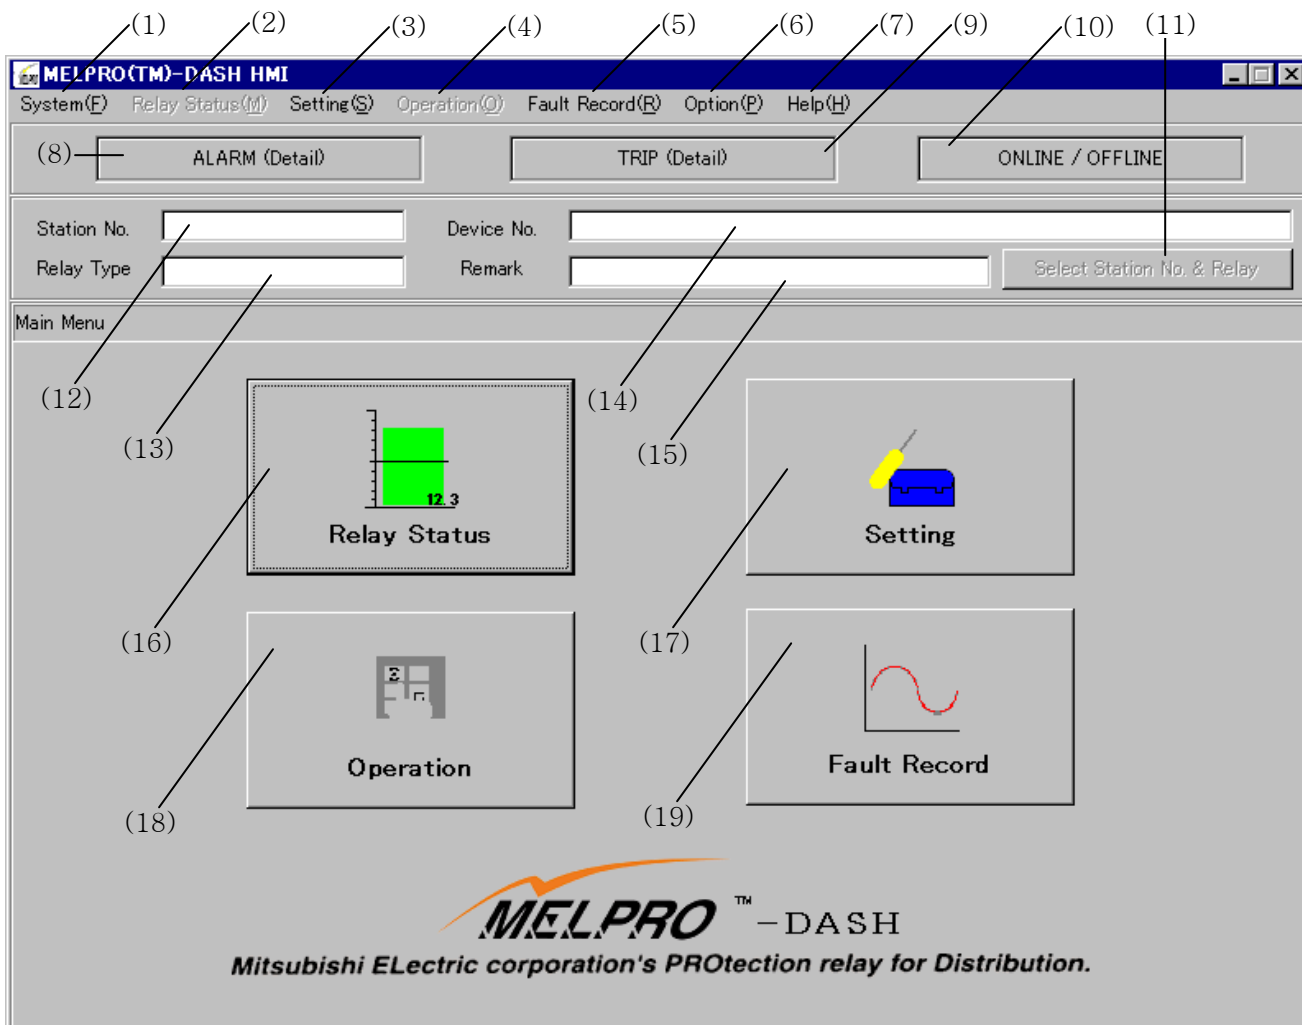 (1) (2) (3) (4) (5) (6) (7) (9) (10) (11)
MELPRO(TM)-DASH HMI
System(F) Relay Status(M) Setting(S) Operation(O) Fault Record(R) Option(P) Help(H)
(8) ALARM (Detail) TRIP (Detail) ONLINE / OFFLINE
Station No. Device No.
Relay Type Remark Select Station No. & Relay
Main Menu
(12) (14)
(13) (15)
12.3
Relay Status Setting
(16) (17)
Operation Fault Record
(18) (19)
MELPRO ™-DASH
Mitsubishi ELectric corporation's PROtection relay for Distribution.